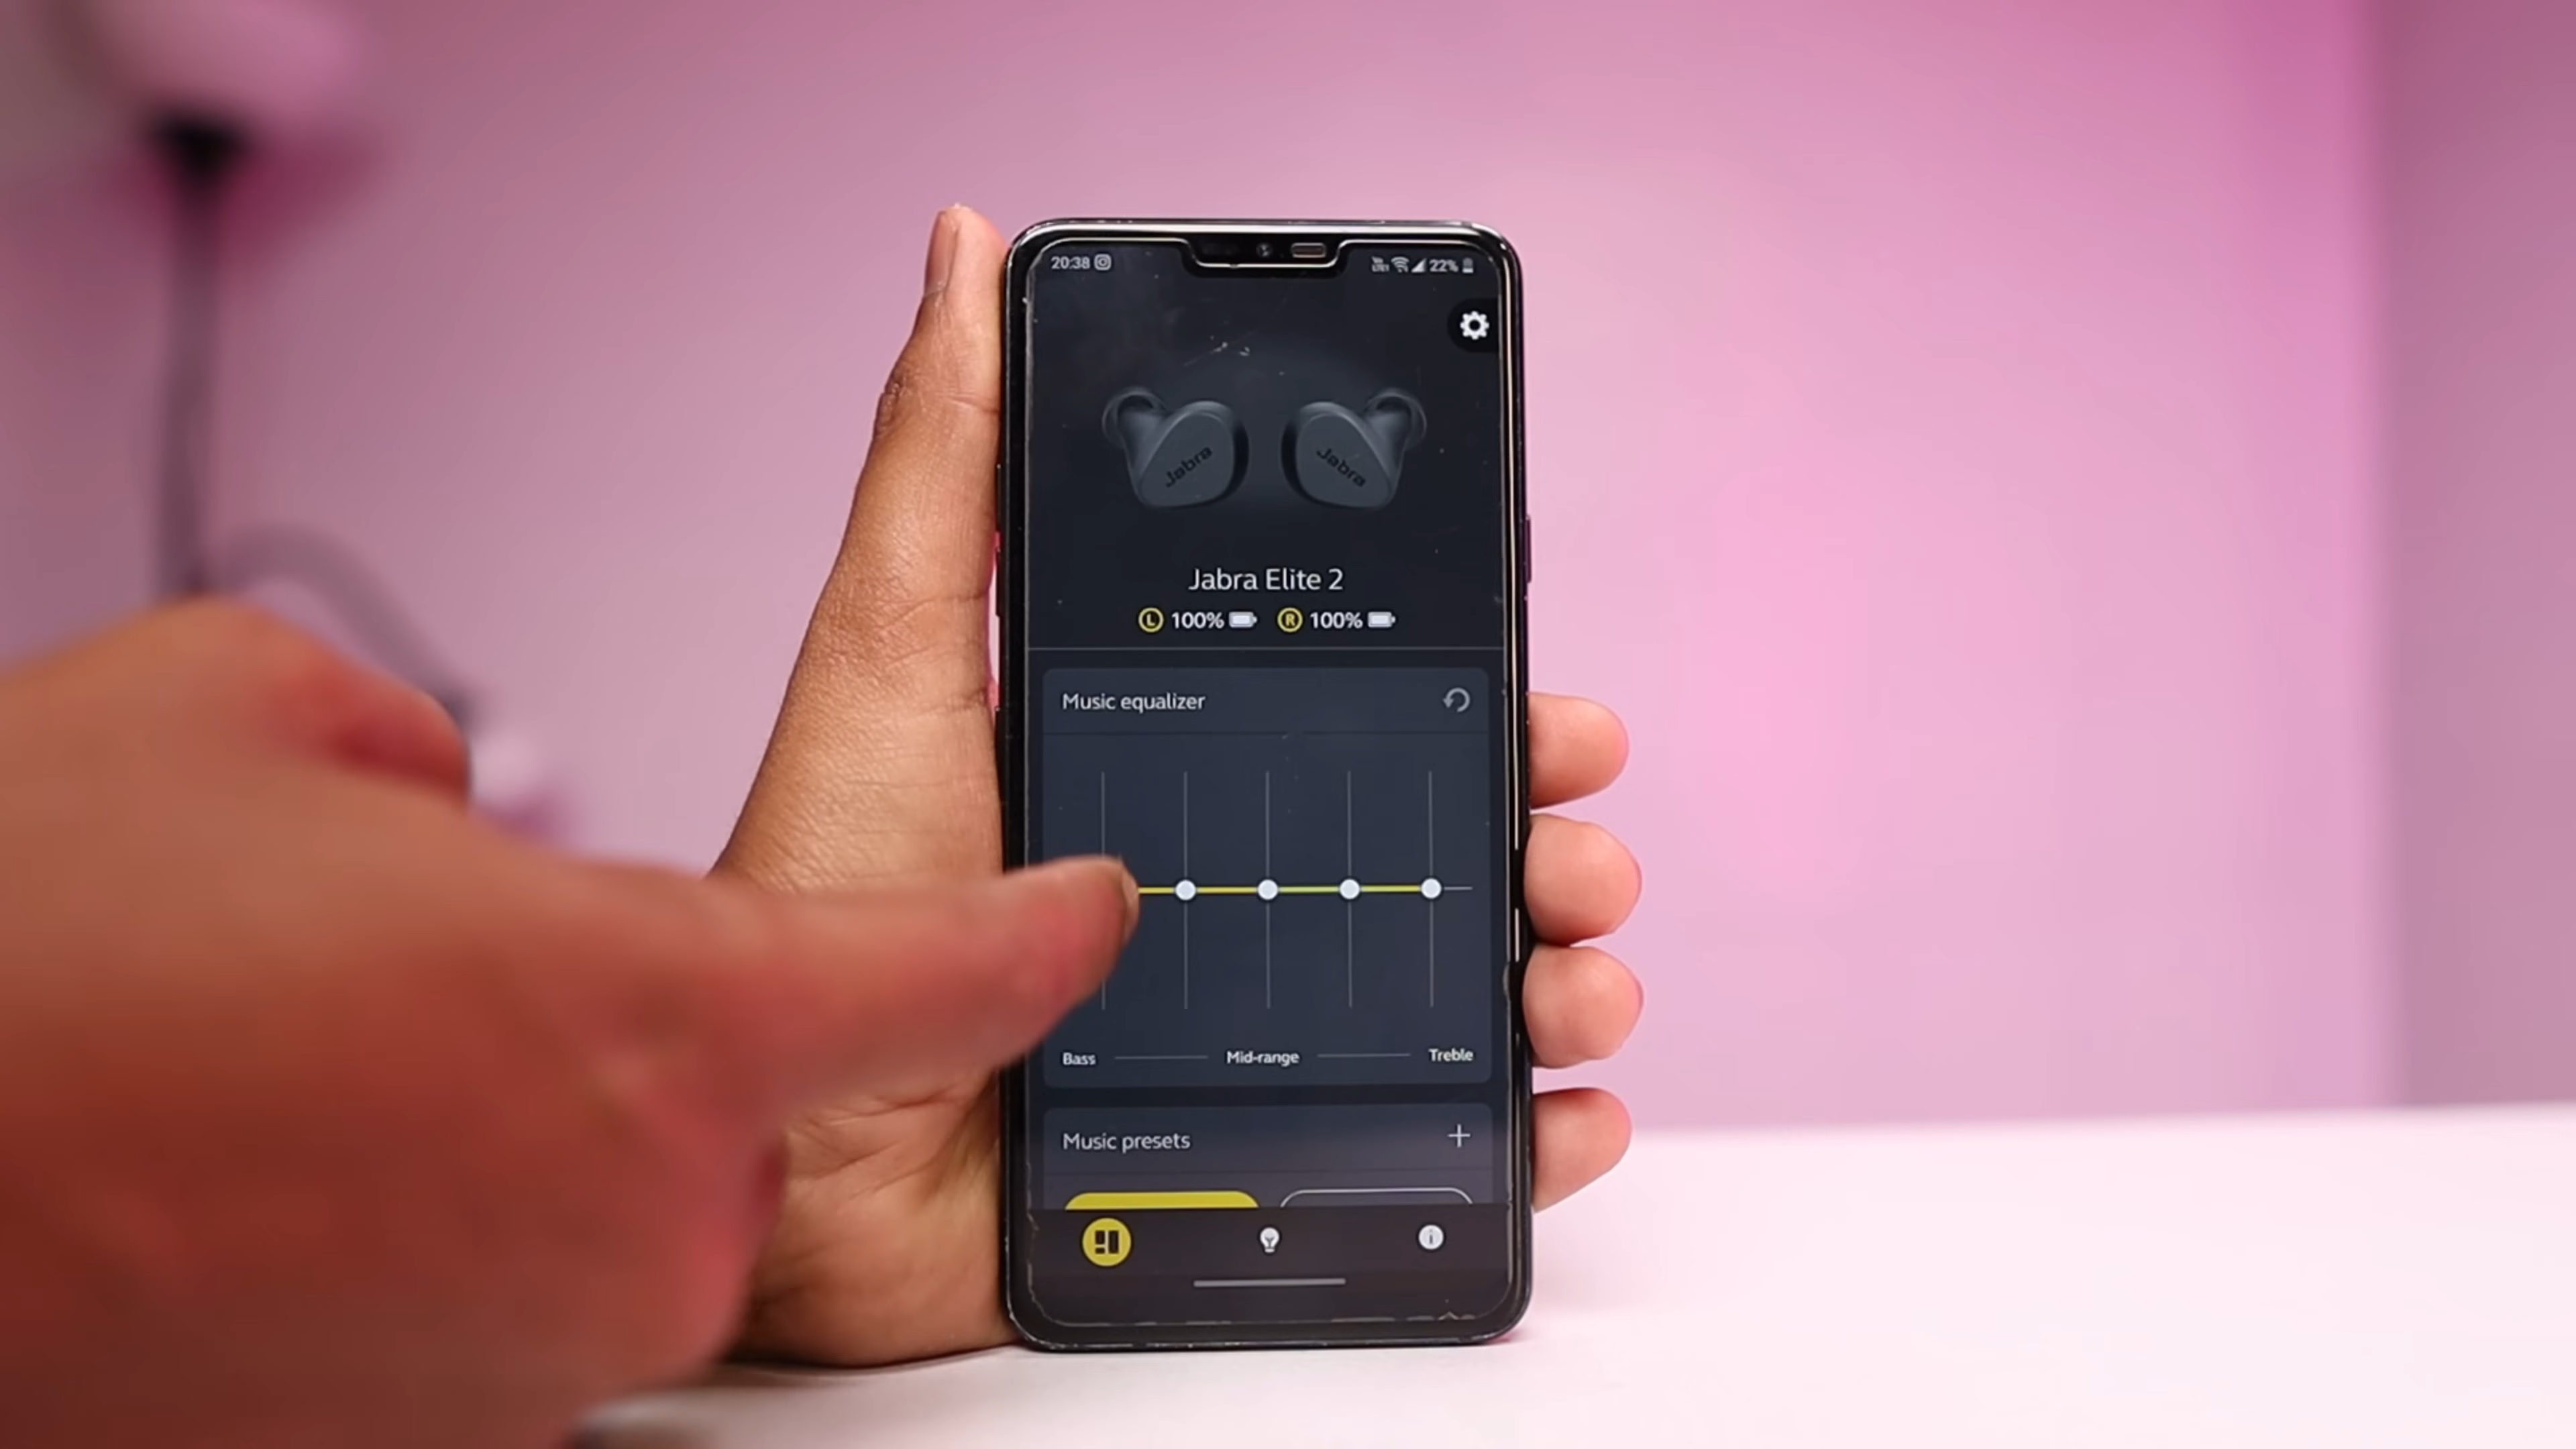 20:38 22%
Jabra Jabra
Jabra Elite 2
L 100% R 100%
Music equalizer
Bass Mid-range Treble
Music presets